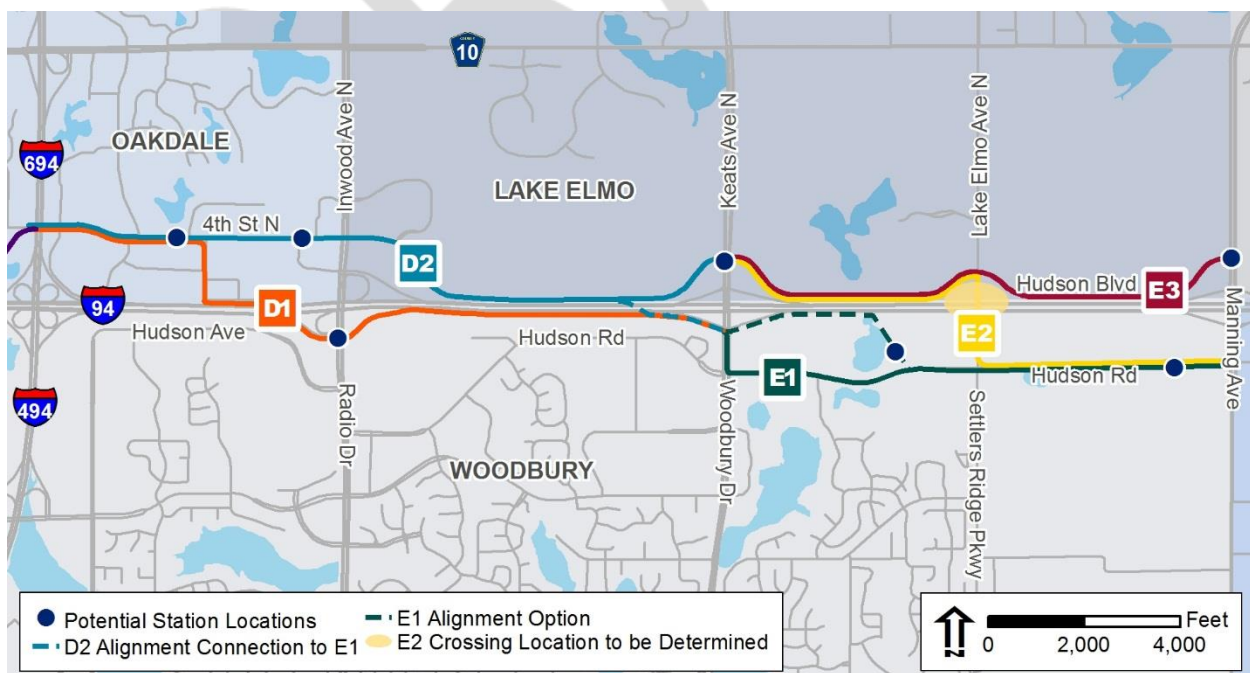 COUNTY
10
Inwood Ave N
Keats Ave N
Lake Elmo Ave N
OAKDALE
694
LAKE ELMO
4th St N
D2
Hudson Blvd
E3
94
D1
Hudson Ave
Hudson Rd
E2
Manning Ave
E1
Hudson Rd
494
Radio Dr
Woodbury Dr
Settlers Ridge Pkwy
WOODBURY
Potential Station Locations
E1 Alignment Option
D2 Alignment Connection to E1
E2 Crossing Location to be Determined
N
Feet
0 2,000 4,000